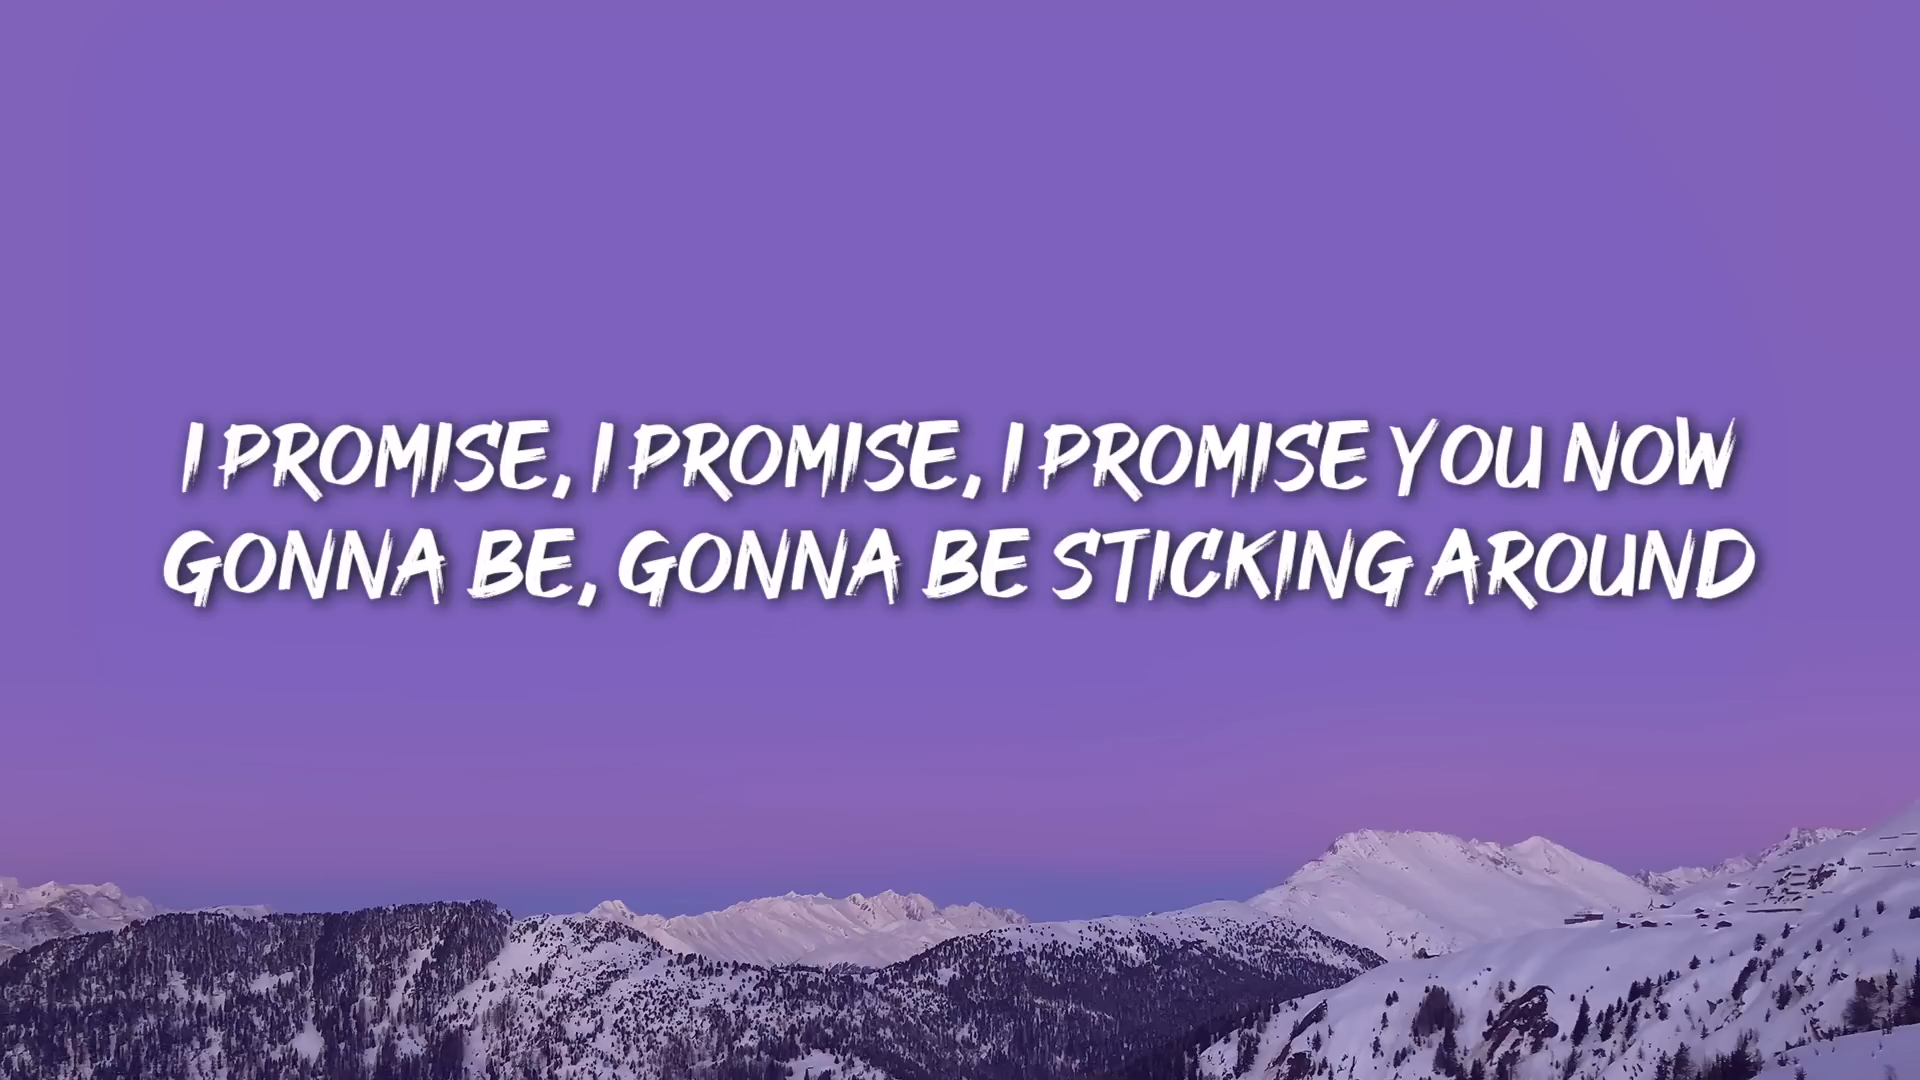 I PROMISE, I PROMISE, I PROMISE YOU NOW
GONNA BE, GONNA BE STICKING AROUND